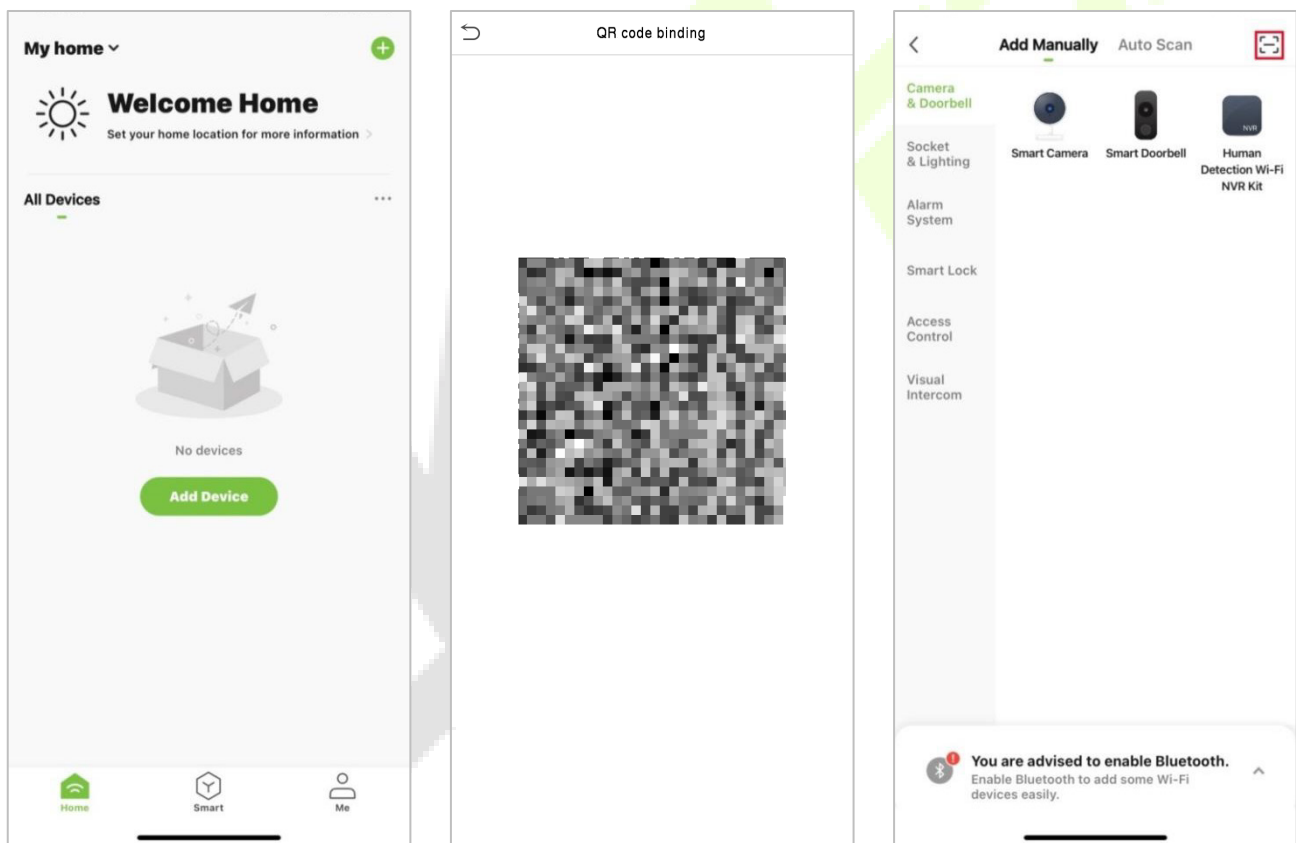 My home
Welcome Home
Set your home location for more information
All Devices
No devices
Add Device
Home
Smart
Me
QR code binding
Add Manually
Auto Scan
Camera
& Doorbell
Socket
& Lighting
Alarm
System
Smart Lock
Access
Control
Visual
Intercom
Smart Camera
Smart Doorbell
NVR
Human
Detection Wi-Fi
NVR Kit
You are advised to enable Bluetooth.
Enable Bluetooth to add some Wi-Fi
devices easily.